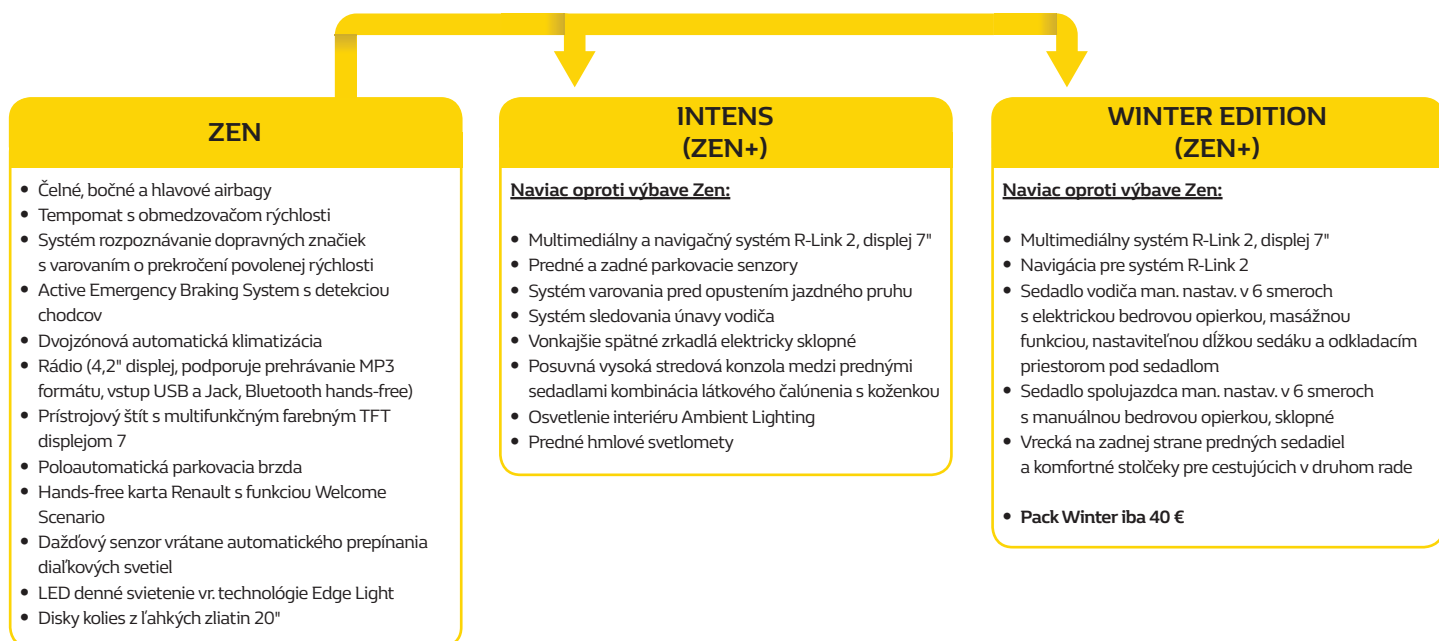 ZEN
• Čelné, bočné a hlavové airbagy
• Tempomat s obmedzovačom rýchlosti
• Systém rozpoznávanie dopravných značiek
s varovaním o prekročení povolenej rýchlosti
• Active Emergency Braking System s detekciou
chodcov
• Dvojzónová automatická klimatizácia
• Rádio (4,2" displej, podporuje prehrávanie MP3
formátu, vstup USB a Jack, Bluetooth hands-free)
• Prístrojový štít s multifunkčným farebným TFT
displejom 7
• Poloautomatická parkovacia brzda
• Hands-free karta Renault s funkciou Welcome
Scenario
• Dažďový senzor vrátane automatického prepínania
diaľkových svetiel
• LED denné svietenie vr. technológie Edge Light
• Disky kolies z ľahkých zliatin 20"
INTENS
(ZEN+)
Naviac oproti výbave Zen:
• Multimediálny a navigačný systém R-Link 2, displej 7"
• Predné a zadné parkovacie senzory
• Systém varovania pred opustením jazdného pruhu
• Systém sledovania únavy vodiča
• Vonkajšie spätné zrkadlá elektricky sklopné
• Posuvná vysoká stredová konzola medzi prednými
sedadlami kombinácia látkového čalúnenia s koženkou
• Osvetlenie interiéru Ambient Lighting
• Predné hmlové svetlomety
WINTER EDITION
(ZEN+)
Naviac oproti výbave Zen:
• Multimediálny systém R-Link 2, displej 7"
• Navigácia pre systém R-Link 2
• Sedadlo vodiča man. nastav. v 6 smeroch
s elektrickou bedrovou opierkou, masážnou
funkciou, nastaviteľnou dĺžkou sedáku a odkladacím
priestorom pod sedadlom
• Sedadlo spolujazdca man. nastav. v 6 smeroch
s manuálnou bedrovou opierkou, sklopné
• Vrecká na zadnej strane predných sedadiel
a komfortné stolčeky pre cestujúcich v druhom rade
• Pack Winter iba 40 €